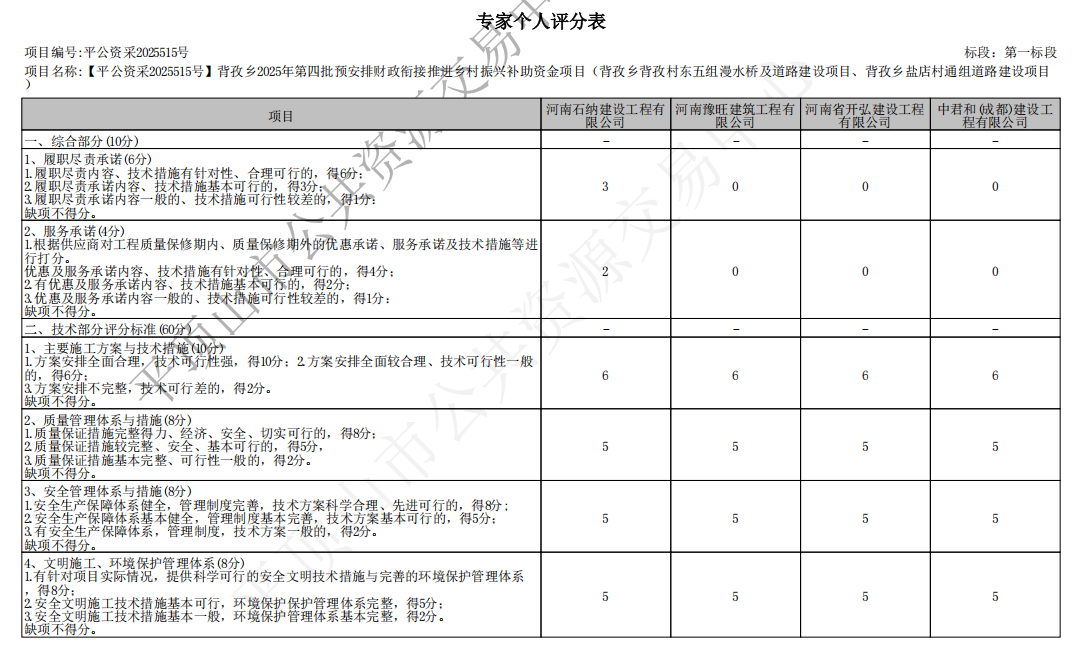 专家个人评分表
项目编号:平公资采2025515号
标段: 第一标段
项目名称:【平公资采2025515号】背孜乡2025年第四批预安排财政衔接推进乡村振兴补助资金项目（背孜乡背孜村东五组漫水桥及道路建设项目、背孜乡盐店村通组道路建设项目
）
项目
河南石纳建设工程有
限公司
河南豫旺建筑工程有
限公司
河南省开弘建设工程
有限公司
中君和(成都)建设工
程有限公司
一、综合部分(10分)
－ － － －
1、履职尽责承诺(6分)
1.履职尽责内容、技术措施有针对性、合理可行的，得6分；
2.履职尽责承诺内容、技术措施基本可行的，得3分；
3.履职尽责承诺内容一般的、技术措施可行性较差的，得1分；
缺项不得分。
3 0 0 0
2、服务承诺(4分)
1.根据供应商对工程质量保修期内、质量保修期外的优惠承诺、服务承诺及技术措施等进
行打分。
优惠及服务承诺内容、技术措施有针对性、合理可行的，得4分；
2.有优惠及服务承诺内容、技术措施基本可行的，得2分；
3.优惠及服务承诺内容一般的、技术措施可行性较差的，得1分；
缺项不得分。
2 0 0 0
二、技术部分评分标准(60分)
－ － － －
1、主要施工方案与技术措施(10分)
1.方案安排全面合理，技术可行性强，得10分；2.方案安排全面较合理、技术可行性一般
的，得6分；
3.方案安排不完整，技术可行差的，得2分。
缺项不得分。
6 6 6 6
2、质量管理体系与措施(8分)
1.质量保证措施完整得力、经济、安全、切实可行的，得8分；
2.质量保证措施较完整、安全、基本可行的，得5分，
3.质量保证措施基本完整、可行性一般的，得2分。
缺项不得分。
5 5 5 5
3、安全管理体系与措施(8分)
1.安全生产保障体系健全，管理制度完善，技术方案科学合理、先进可行的，得8分；
2.安全生产保障体系基本健全，管理制度基本完善，技术方案基本可行的，得5分；
3.有安全生产保障体系，管理制度，技术方案一般的，得2分。
缺项不得分。
5 5 5 5
4、文明施工、环境保护管理体系(8分)
1.有针对项目实际情况，提供科学可行的安全文明技术措施与完善的环境保护管理体系
，得8分；
2.安全文明施工技术措施基本可行，环境保护保护管理体系完整，得5分；
3.安全文明施工技术措施基本一般，环境保护管理体系基本完整，得2分。
缺项不得分。
5 5 5 5
平顶山市公共资源交易中
平顶山市公共资源交易中心